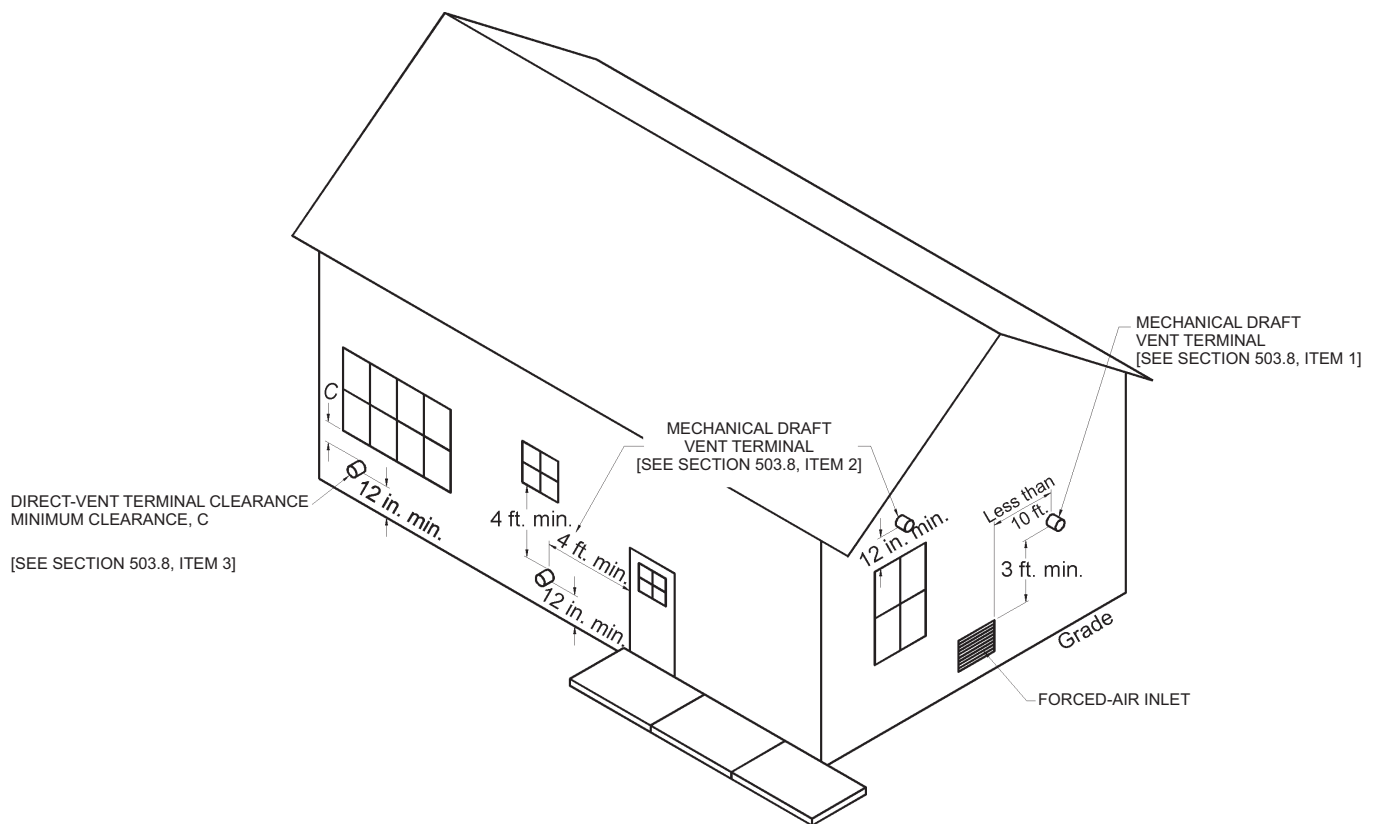 MECHANICAL DRAFT
VENT TERMINAL
[SEE SECTION 503.8, ITEM 1]
C
MECHANICAL DRAFT
VENT TERMINAL
[SEE SECTION 503.8, ITEM 2]
DIRECT-VENT TERMINAL CLEARANCE
MINIMUM CLEARANCE, C
[SEE SECTION 503.8, ITEM 3]
12 in. min.
4 ft. min.
4 ft. min.
12 in. min.
12 in. min.
Less than
10 ft.
3 ft. min.
Grade
FORCED-AIR INLET